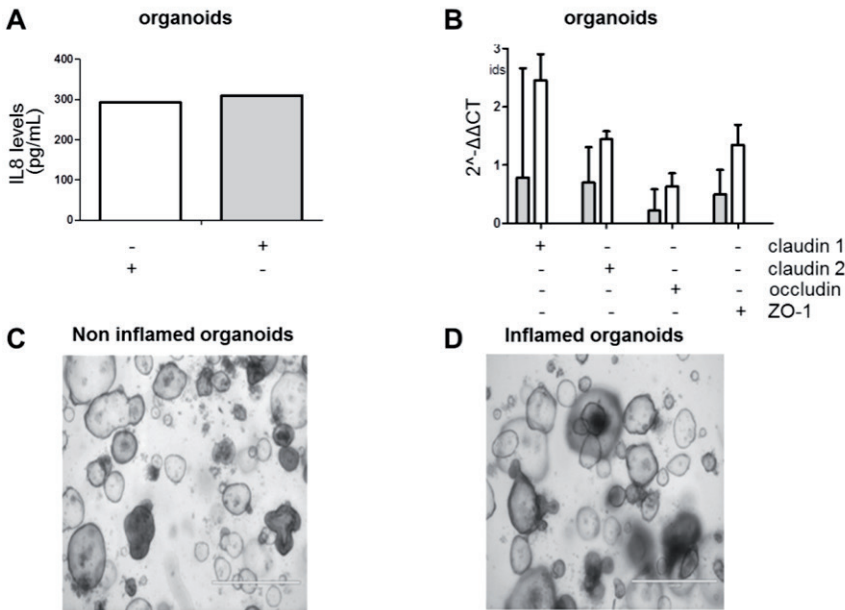 A
organoids
400
300
200
100
0
IL8 levels
(pg/mL)
- +
+ -
B
organoids
3
ids
2
1
0
2^-ΔΔCT
+ - - - claudin 1
- + - - claudin 2
- - + - occludin
- - - + ZO-1
C
Non inflamed organoids
D
Inflamed organoids